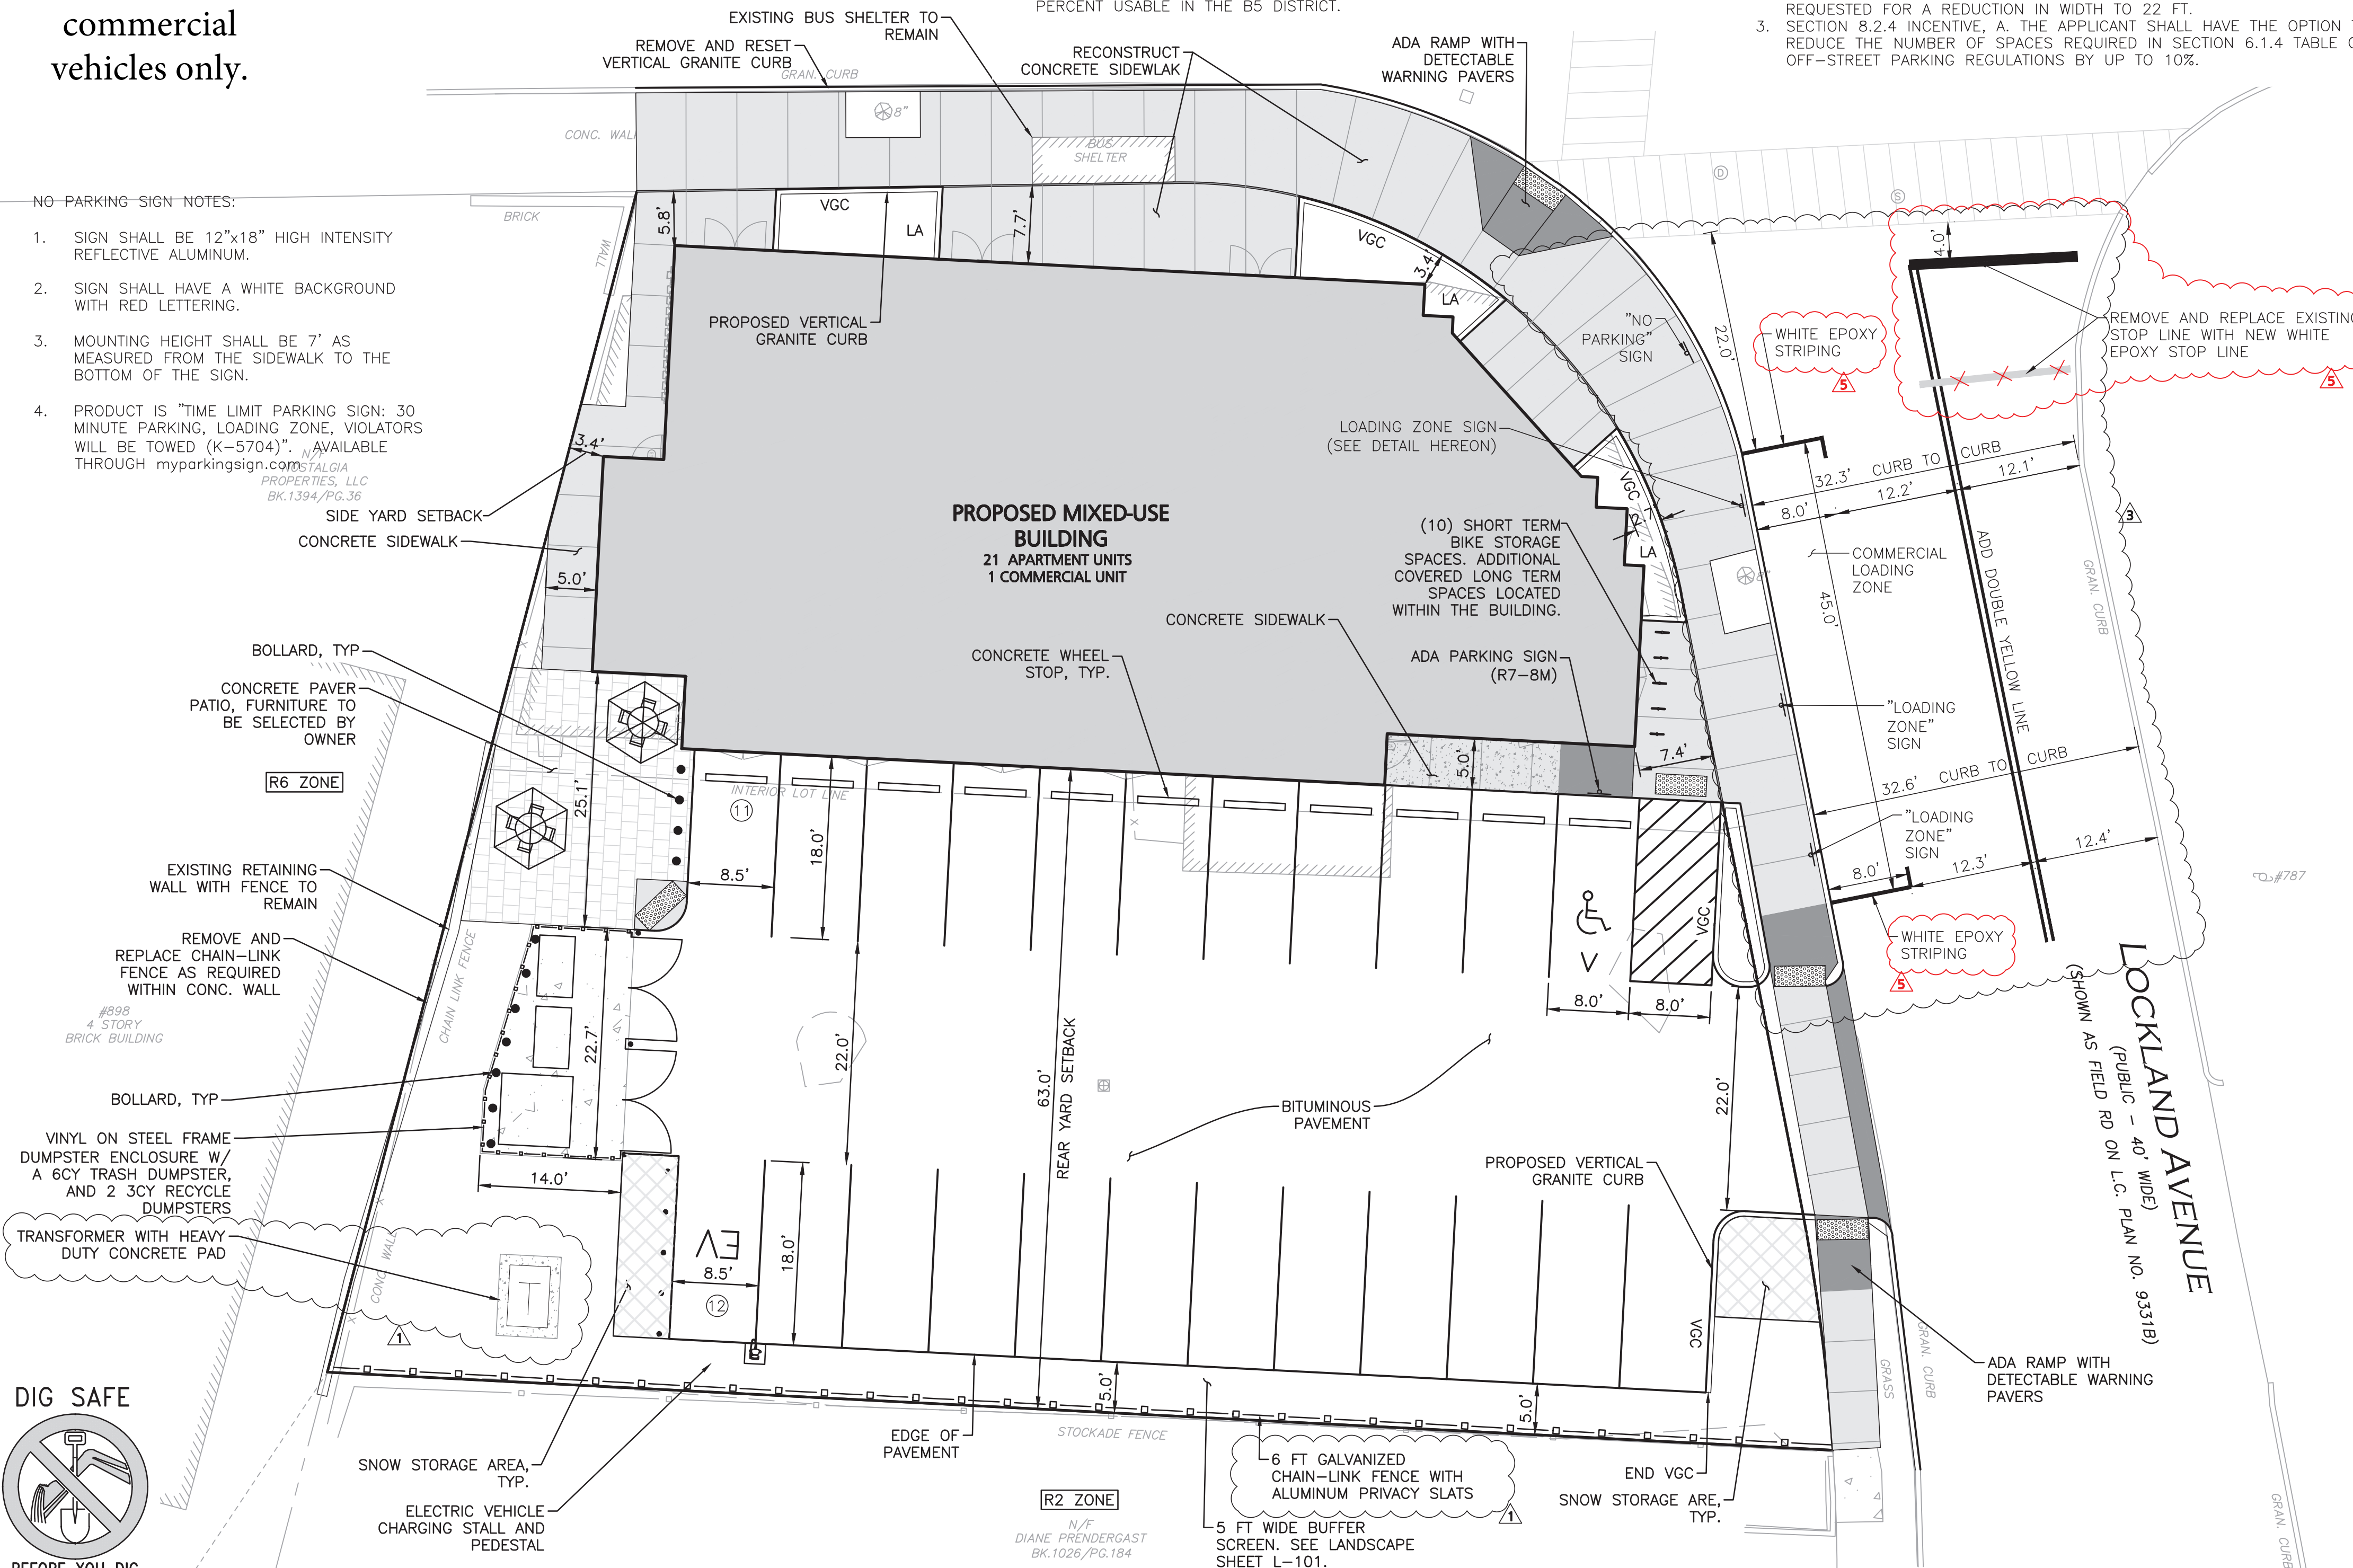 commercial
vehicles only.
PERCENT USABLE IN THE B5 DISTRICT.
REQUESTED FOR A REDUCTION IN WIDTH TO 22 FT.
3. SECTION 8.2.4 INCENTIVE, A. THE APPLICANT SHALL HAVE THE OPTION
REDUCE THE NUMBER OF SPACES REQUIRED IN SECTION 6.1.4 TABLE
OFF-STREET PARKING REGULATIONS BY UP TO 10%.
EXISTING BUS SHELTER TO
REMAIN
REMOVE AND RESET
VERTICAL GRANITE CURB
GRAN. CURB
RECONSTRUCT
CONCRETE SIDEWLAK
ADA RAMP WITH
DETECTABLE
WARNING PAVERS
CONC. WALL
8"
BUS
SHELTER
D
S
NO PARKING SIGN NOTES:
1. SIGN SHALL BE 12"x18" HIGH INTENSITY
REFLECTIVE ALUMINUM.
2. SIGN SHALL HAVE A WHITE BACKGROUND
WITH RED LETTERING.
3. MOUNTING HEIGHT SHALL BE 7' AS
MEASURED FROM THE SIDEWALK TO THE
BOTTOM OF THE SIGN.
4. PRODUCT IS "TIME LIMIT PARKING SIGN: 30
MINUTE PARKING, LOADING ZONE, VIOLATORS
WILL BE TOWED (K-5704)". AVAILABLE
THROUGH myparkingsign.com
N/F
NOSTALGIA
PROPERTIES, LLC
BK.1394/PG.36
BRICK
WALL
5.8'
VGC
LA
7.7'
VGC
3.4'
LA
PROPOSED VERTICAL
GRANITE CURB
"NO
PARKING"
SIGN
22.0'
4.0'
WHITE EPOXY
STRIPING
5
REMOVE AND REPLACE EXISTING
STOP LINE WITH NEW WHITE
EPOXY STOP LINE
5
LOADING ZONE SIGN
(SEE DETAIL HEREON)
32.3' CURB TO CURB
8.0'
12.2'
12.1'
3
3.4'
SIDE YARD SETBACK
CONCRETE SIDEWALK
5.0'
PROPOSED MIXED-USE
BUILDING
21 APARTMENT UNITS
1 COMMERCIAL UNIT
(10) SHORT TERM
BIKE STORAGE
SPACES. ADDITIONAL
COVERED LONG TERM
SPACES LOCATED
WITHIN THE BUILDING.
VGC
2.7'
LA
8"
COMMERCIAL
LOADING
ZONE
45.0'
ADD DOUBLE YELLOW LINE
GRAN. CURB
CONCRETE SIDEWALK
CONCRETE WHEEL
STOP, TYP.
ADA PARKING SIGN
(R7-8M)
BOLLARD, TYP
CONCRETE PAVER
PATIO, FURNITURE TO
BE SELECTED BY
OWNER
R6 ZONE
25.1'
INTERIOR LOT LINE
11
8.5'
18.0'
5.0'
7.4'
"LOADING
ZONE"
SIGN
32.6' CURB TO CURB
"LOADING
ZONE"
SIGN
8.0'
12.3'
12.4'
#787
WHITE EPOXY
STRIPING
5
EXISTING RETAINING
WALL WITH FENCE TO
REMAIN
REMOVE AND
REPLACE CHAIN-LINK
FENCE AS REQUIRED
WITHIN CONC. WALL
CHAIN LINK FENCE
#898
4 STORY
BRICK BUILDING
22.7'
22.0'
63.0'
REAR YARD SETBACK
V
VGC
8.0'
8.0'
22.0'
BITUMINOUS
PAVEMENT
LOCKLAND AVENUE
(PUBLIC - 40' WIDE)
(SHOWN AS FIELD RD ON L.C. PLAN NO. 9331B)
BOLLARD, TYP
VINYL ON STEEL FRAME
DUMPSTER ENCLOSURE W/
A 6CY TRASH DUMPSTER,
AND 2 3CY RECYCLE
DUMPSTERS
14.0'
TRANSFORMER WITH HEAVY
DUTY CONCRETE PAD
CONC. WALL
T
1
EV
8.5'
12
18.0'
PROPOSED VERTICAL
GRANITE CURB
VGC
GRASS
GRAN. CURB
ADA RAMP WITH
DETECTABLE WARNING
PAVERS
DIG SAFE
BEFORE YOU DIG
5.0'
5.0'
EDGE OF
PAVEMENT
STOCKADE FENCE
SNOW STORAGE AREA,
TYP.
ELECTRIC VEHICLE
CHARGING STALL AND
PEDESTAL
R2 ZONE
N/F
DIANE PRENDERGAST
BK.1026/PG.184
6 FT GALVANIZED
CHAIN-LINK FENCE WITH
ALUMINUM PRIVACY SLATS
1
5 FT WIDE BUFFER
SCREEN. SEE LANDSCAPE
SHEET L-101.
END VGC
SNOW STORAGE ARE,
TYP.
GRAN. CURB